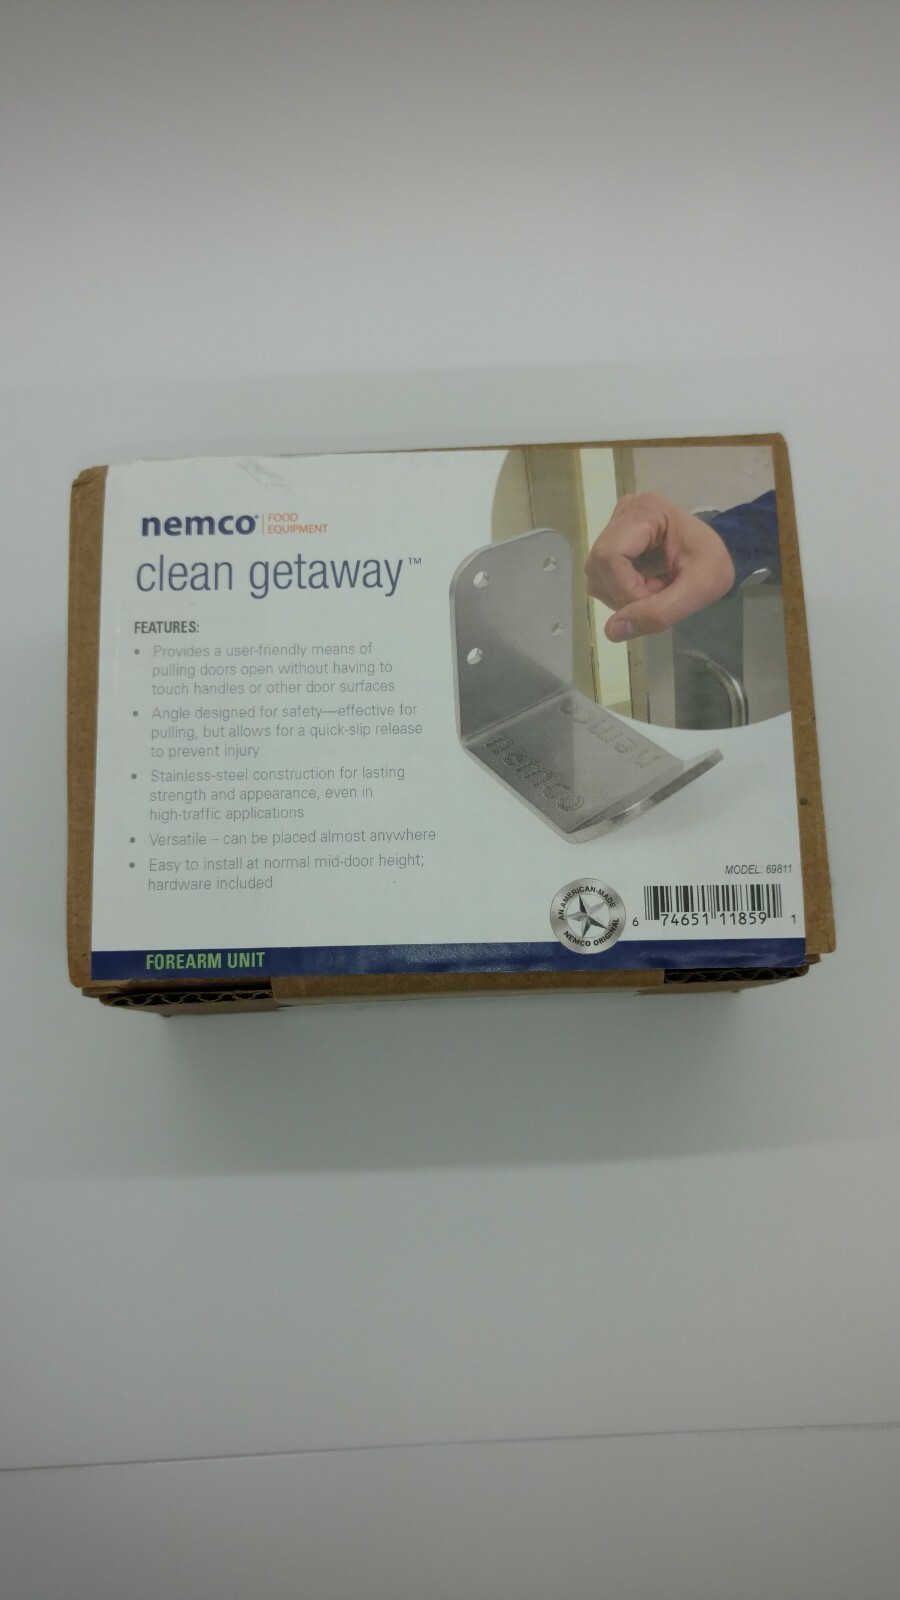 nemco® FOOD EQUIPMENT
clean getaway™
FEATURES:
• Provides a user-friendly means of
pulling doors open without having to
touch handles or other door surfaces
• Angle designed for safety—effective for
pulling, but allows for a quick-slip release
to prevent injury
• Stainless-steel construction for lasting
strength and appearance, even in
high-traffic applications
• Versatile – can be placed almost anywhere
• Easy to install at normal mid-door height;
hardware included
nemco
nemco
MODEL: 69811
AN AMERICAN-MADE
NEMCO ORIGINAL
6 74651 11859 1
FOREARM UNIT